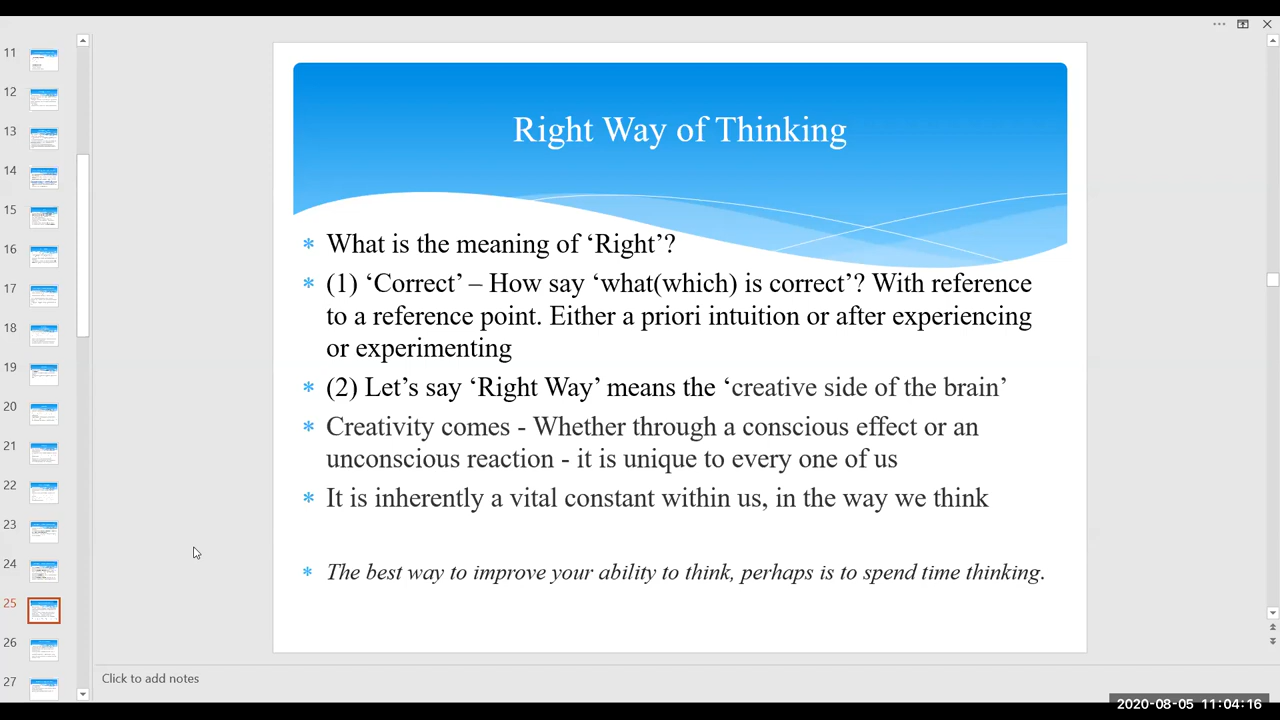 11
12
13
14
15
16
17
18
19
20
21
22
23
24
25
26
27
Right Way of Thinking
* What is the meaning of ‘Right’?
* (1) ‘Correct’ – How say ‘what(which) is correct’? With reference
to a reference point. Either a priori intuition or after experiencing
or experimenting
* (2) Let’s say ‘Right Way’ means the ‘creative side of the brain’
* Creativity comes - Whether through a conscious effect or an
unconscious reaction - it is unique to every one of us
* It is inherently a vital constant within us, in the way we think
* The best way to improve your ability to think, perhaps is to spend time thinking.
Click to add notes
2020-08-05 11:04:16